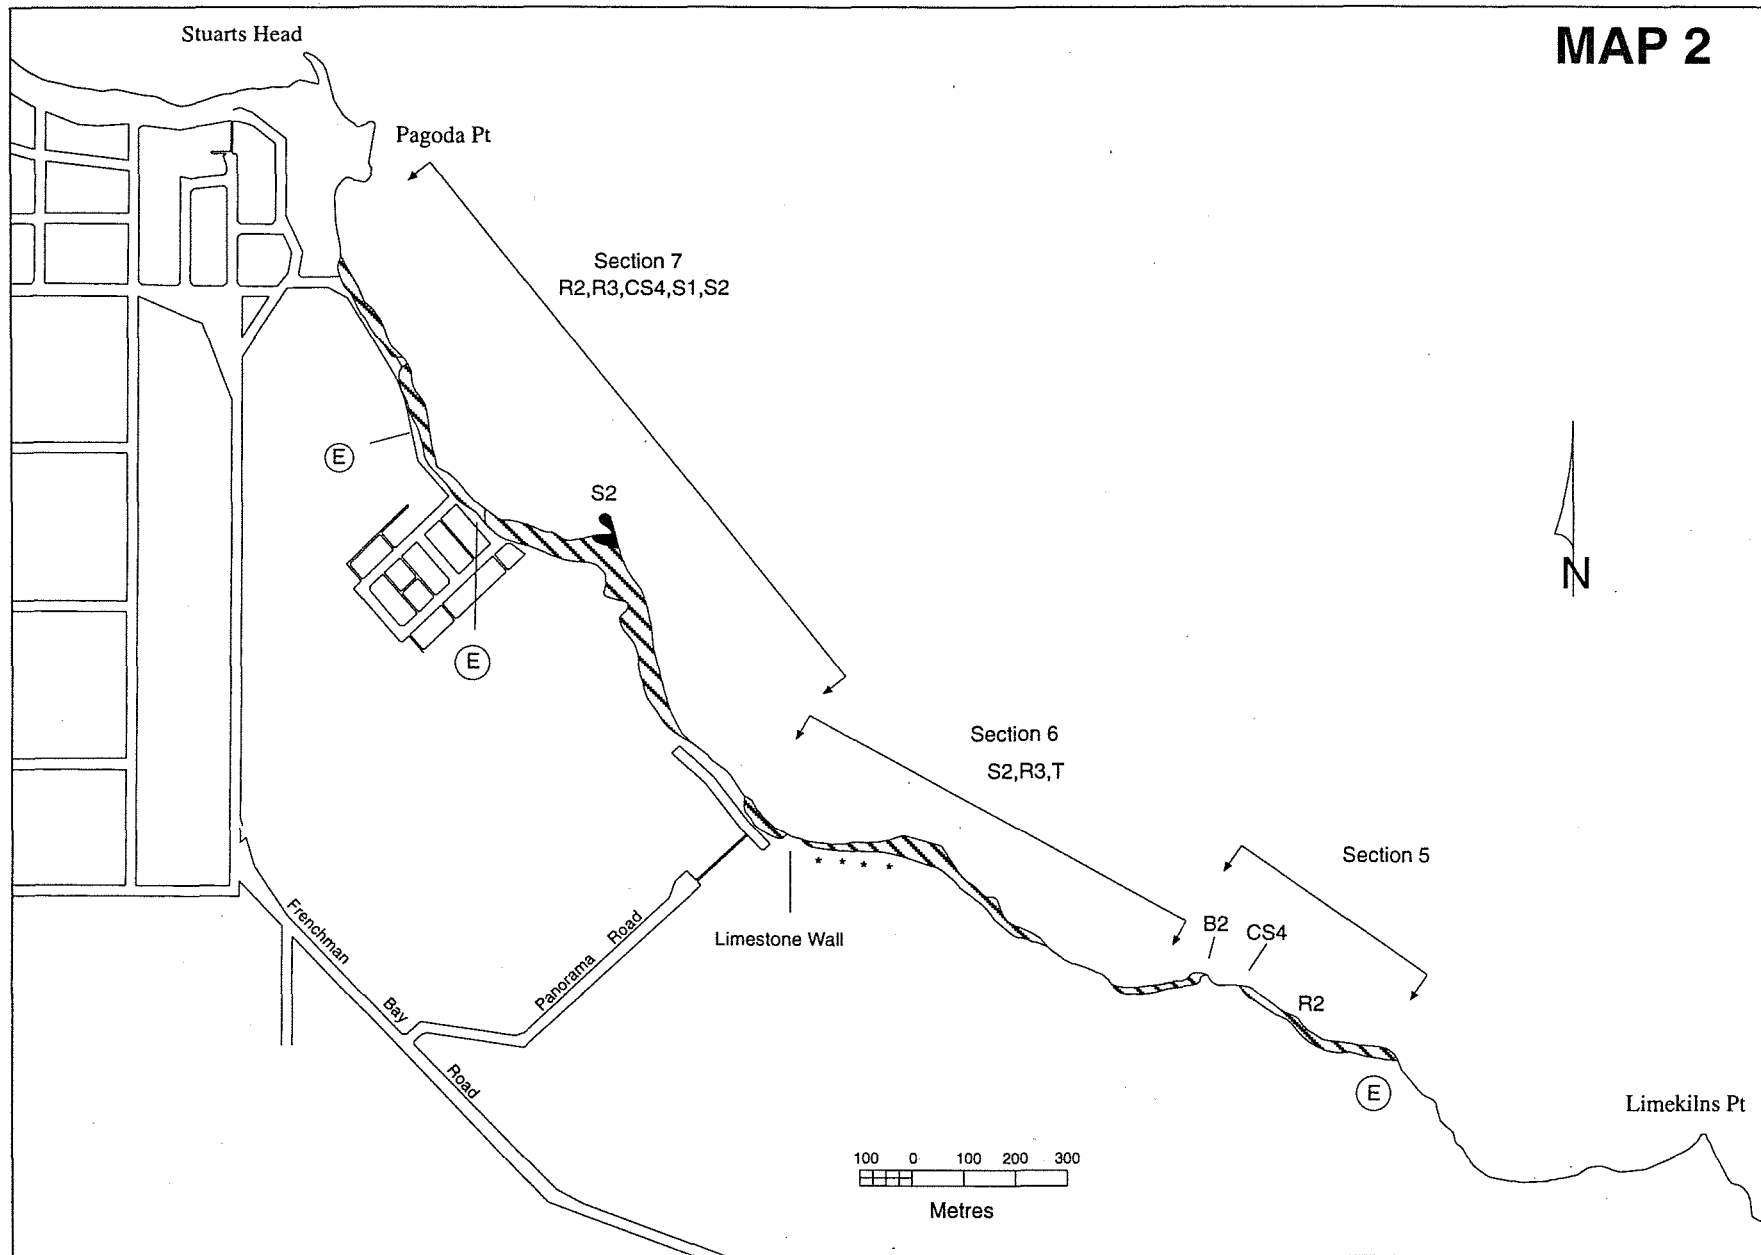 Stuarts Head
MAP 2
Pagoda Pt
Section 7
R2,R3,CS4,S1,S2
E
S2
E
Section 6
S2,R3,T
Section 5
N
Limestone Wall
B2
CS4
R2
Frenchman Bay Road
Panorama Road
E
Limekilns Pt
100 0 100 200 300
Metres